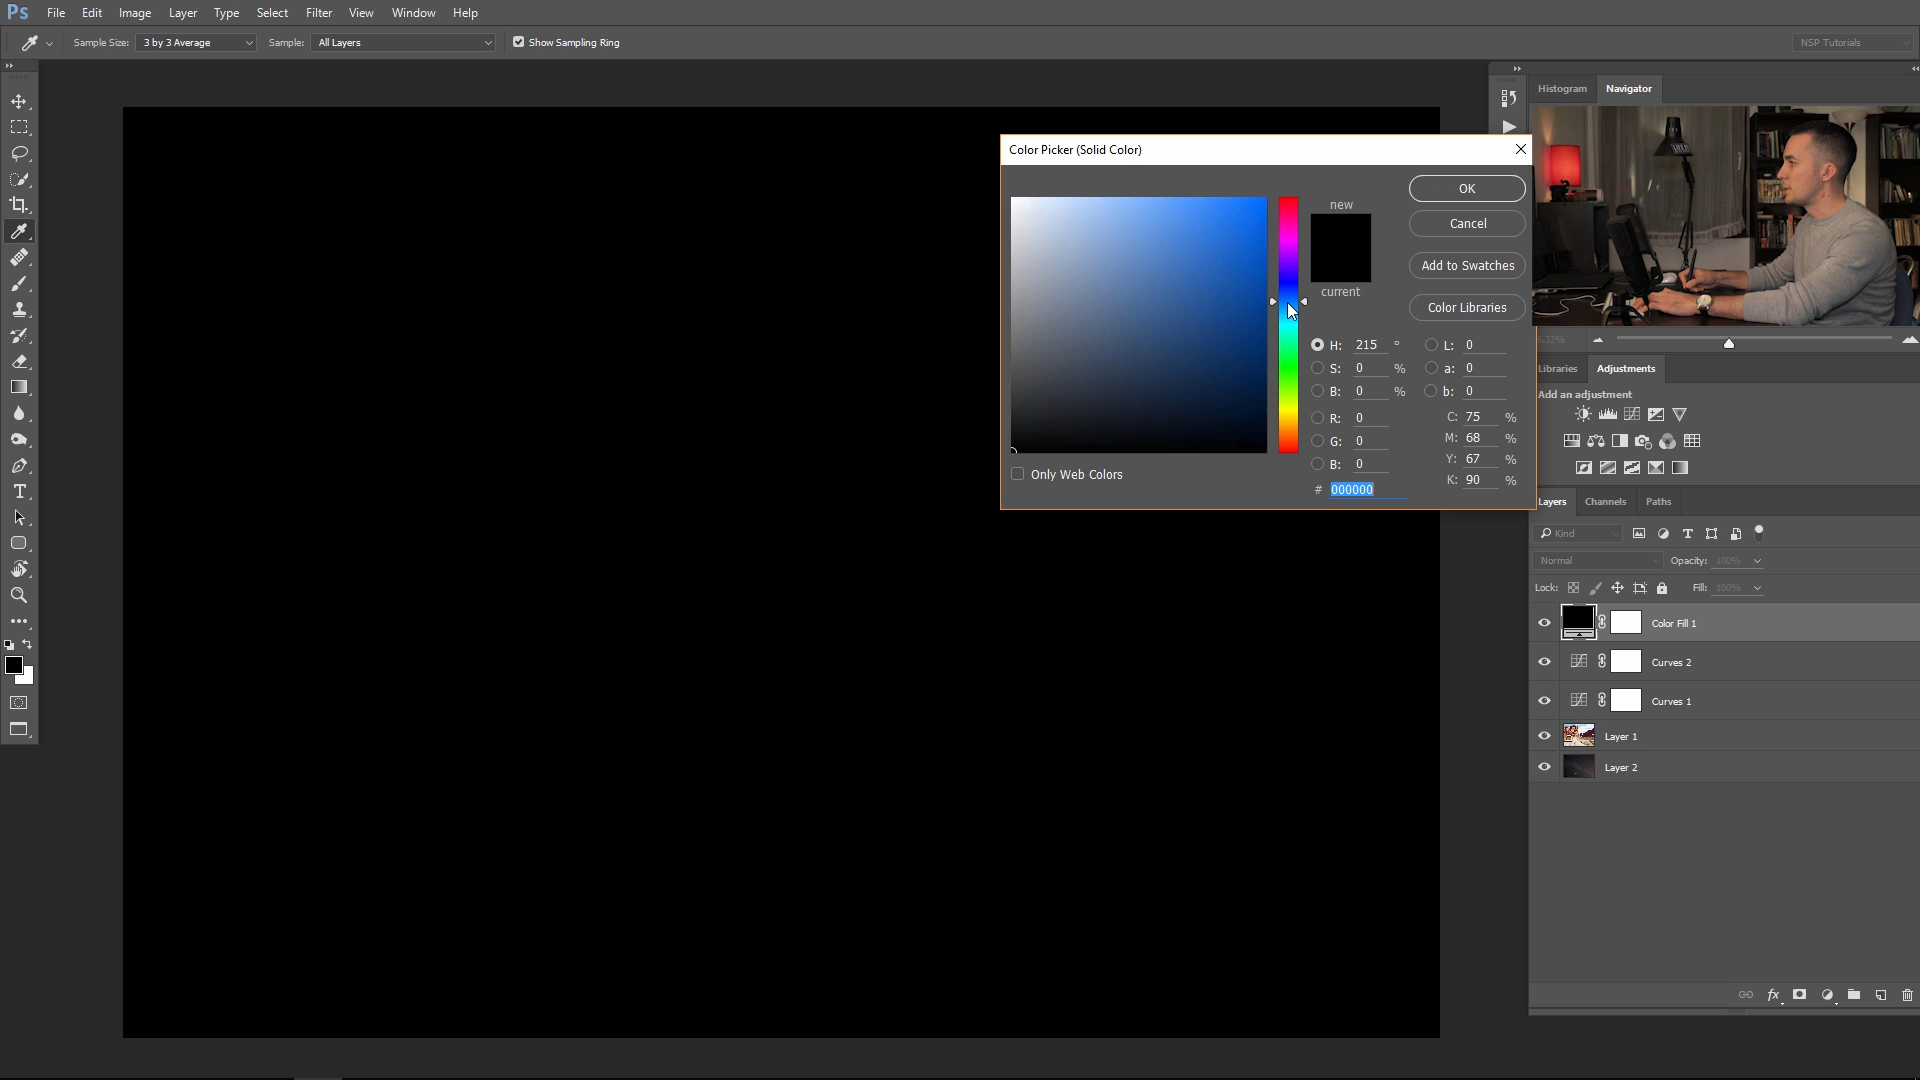 Ps File Edit Image Layer Type Select Filter View Window Help
Sample Size: 3 by 3 Average Sample: All Layers Show Sampling Ring NSP Tutorials
Histogram Navigator
Color Picker (Solid Color)
OK
new
Cancel
Add to Swatches
current
Color Libraries
H: 215 ° L: 0
S: 0 % a: 0
B: 0 % b: 0
R: 0 C: 75 %
G: 0 M: 68 %
B: 0 Y: 67 %
# 000000 K: 90 %
Only Web Colors
Libraries Adjustments
Add an adjustment
Layers Channels Paths
Kind
Normal Opacity: 100%
Lock: Fill: 100%
Color Fill 1
Curves 2
Curves 1
Layer 1
Layer 2
fx